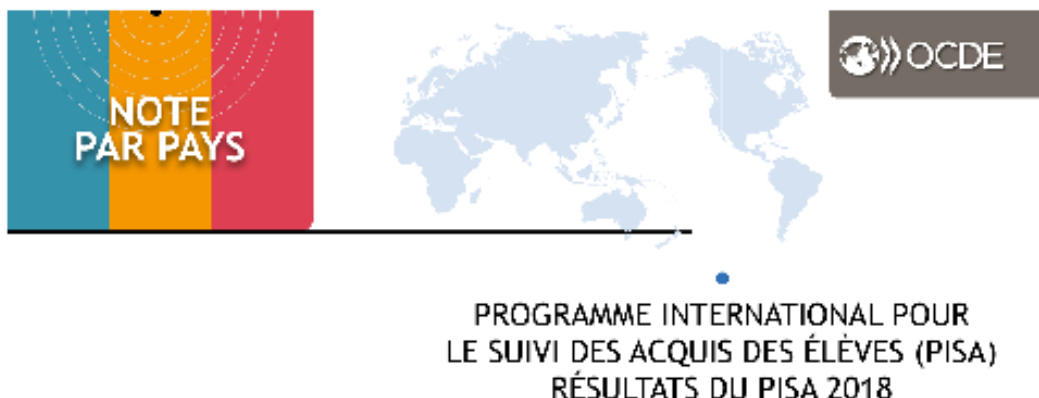 NOTE
PAR PAYS
OCDE
PROGRAMME INTERNATIONAL POUR
LE SUIVI DES ACQUIS DES ÉLÈVES (PISA)
RÉSULTATS DU PISA 2018